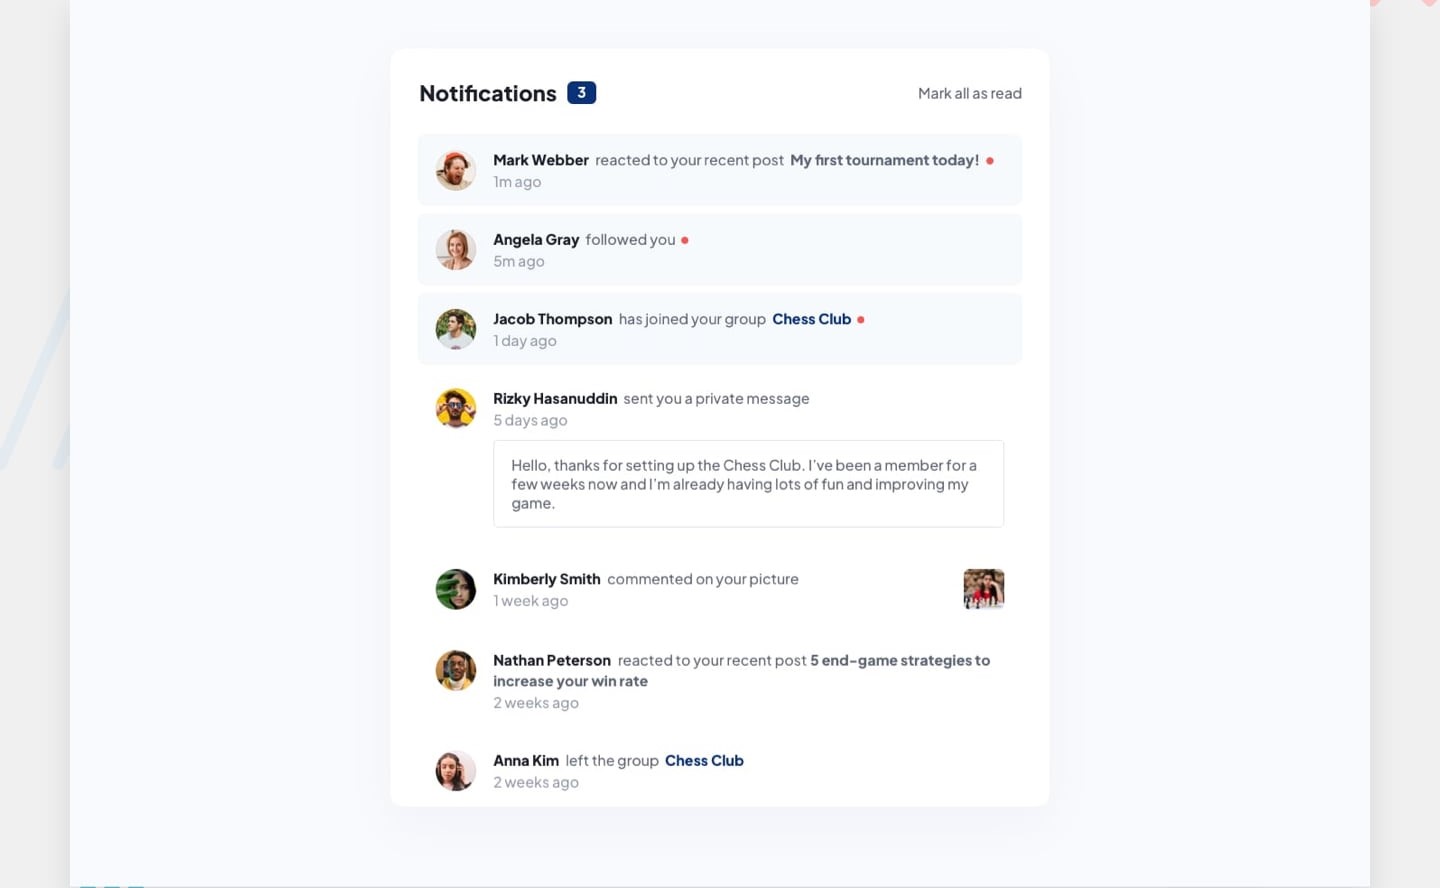 Notifications 3 Mark all as read
Mark Webber reacted to your recent post My first tournament today!
1m ago
Angela Gray followed you
5m ago
Jacob Thompson has joined your group Chess Club
1 day ago
Rizky Hasanuddin sent you a private message
5 days ago
Hello, thanks for setting up the Chess Club. I've been a member for a
few weeks now and I'm already having lots of fun and improving my
game.
Kimberly Smith commented on your picture
1 week ago
Nathan Peterson reacted to your recent post 5 end-game strategies to
increase your win rate
2 weeks ago
Anna Kim left the group Chess Club
2 weeks ago